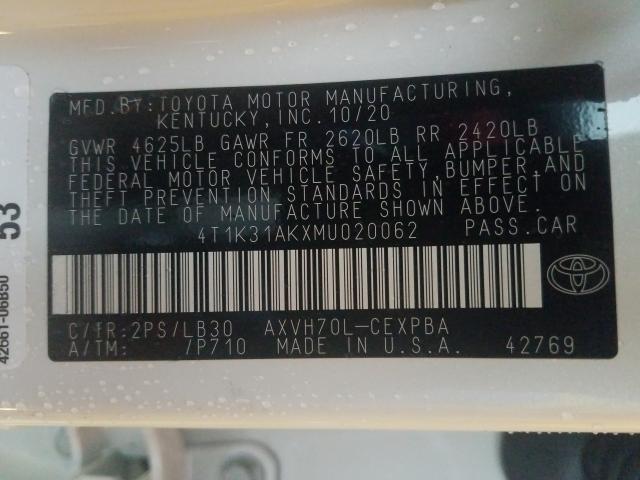 MFD. BY: TOYOTA MOTOR MANUFACTURING,
KENTUCKY, INC. 10/20
GVWR 4625LB GAWR FR 2620LB RR 2420LB
THIS VEHICLE CONFORMS TO ALL APPLICABLE
FEDERAL MOTOR VEHICLE SAFETY, BUMPER, AND
THEFT PREVENTION STANDARDS IN EFFECT ON
THE DATE OF MANUFACTURE SHOWN ABOVE.
4T1K31AKXMU020062 PASS. CAR
C/TR: 2PS/LB30 AXVH70L-CEXPBA
A/TM: /P710 MADE IN U.S.A. 42769
53
42661-06B50